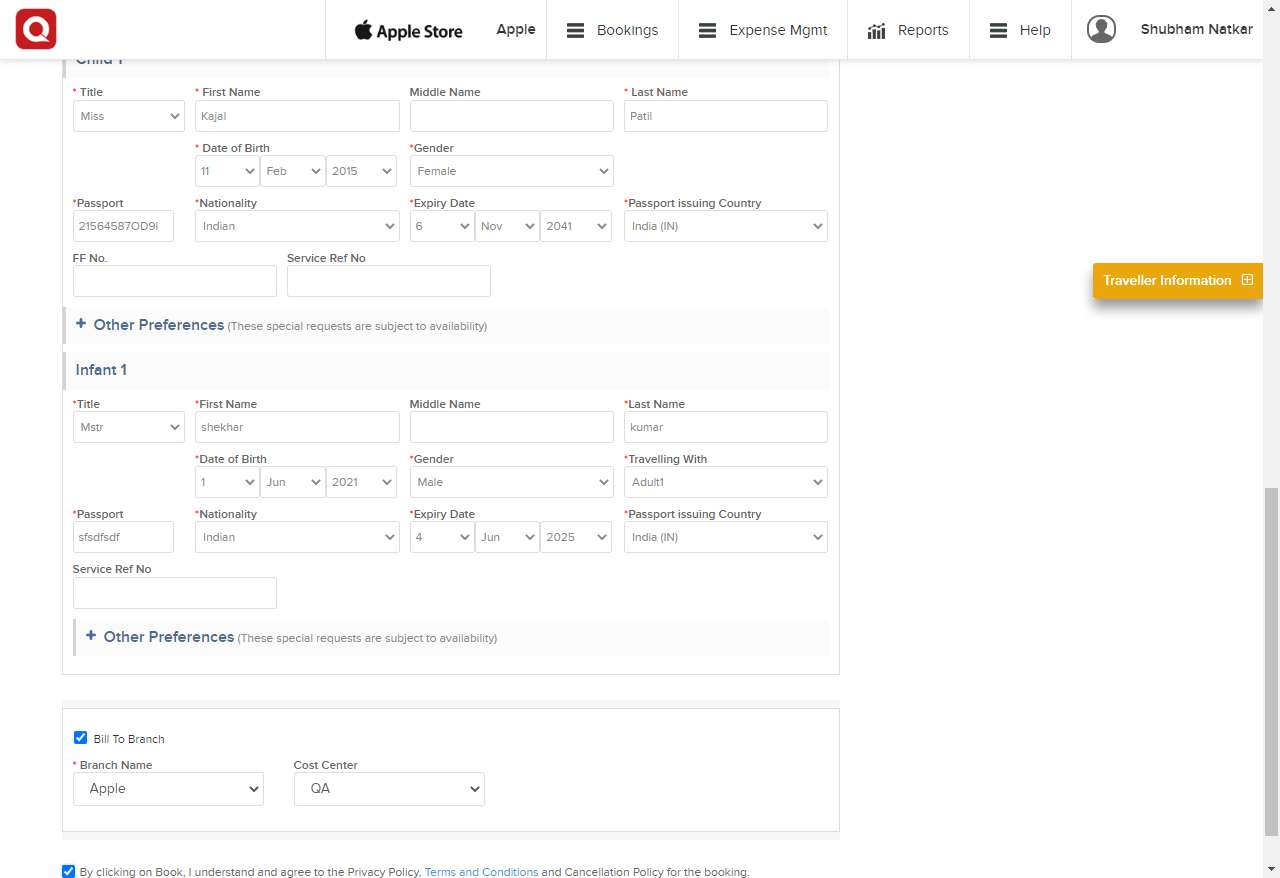 Apple Store Apple Bookings Expense Mgmt Reports Help Shubham Natkar
Child 1
* Title * First Name Middle Name * Last Name
Miss Kajal Patil
* Date of Birth *Gender
11 Feb 2015 Female
*Passport *Nationality *Expiry Date *Passport issuing Country
21564587OD9I Indian 6 Nov 2041 India (IN)
FF No. Service Ref No
Traveller Information
+ Other Preferences (These special requests are subject to availability)
Infant 1
*Title *First Name Middle Name *Last Name
Mstr shekhar kumar
*Date of Birth *Gender *Travelling With
1 Jun 2021 Male Adult1
*Passport *Nationality *Expiry Date *Passport issuing Country
sfsdfsdf Indian 4 Jun 2025 India (IN)
Service Ref No
+ Other Preferences (These special requests are subject to availability)
Bill To Branch
* Branch Name Cost Center
Apple QA
By clicking on Book, I understand and agree to the Privacy Policy, Terms and Conditions and Cancellation Policy for the booking.